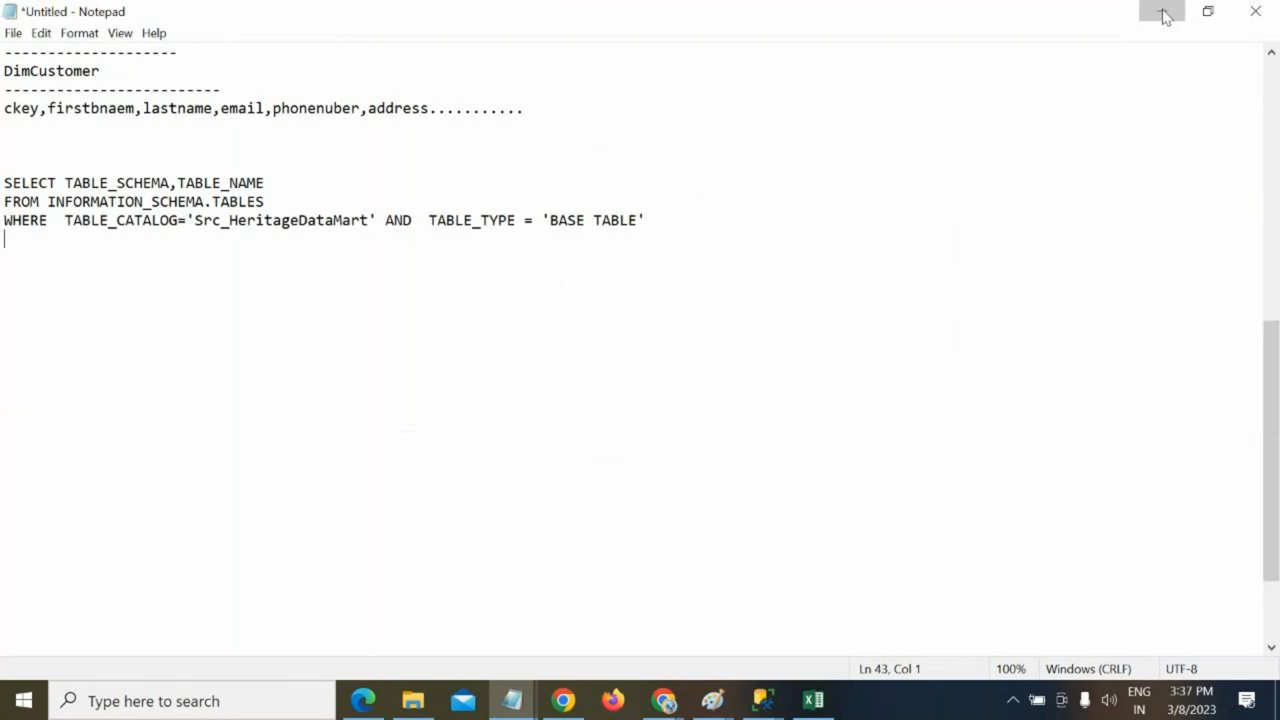 *Untitled - Notepad
File Edit Format View Help
--------------------
DimCustomer
-------------------------
ckey,firstbnaem,lastname,email,phonenuber,address...........
SELECT TABLE_SCHEMA,TABLE_NAME
FROM INFORMATION_SCHEMA.TABLES
WHERE  TABLE_CATALOG='Src_HeritageDataMart' AND  TABLE_TYPE = 'BASE TABLE'
Ln 43, Col 1 100% Windows (CRLF) UTF-8
Type here to search
ENG
IN
3:37 PM
3/8/2023